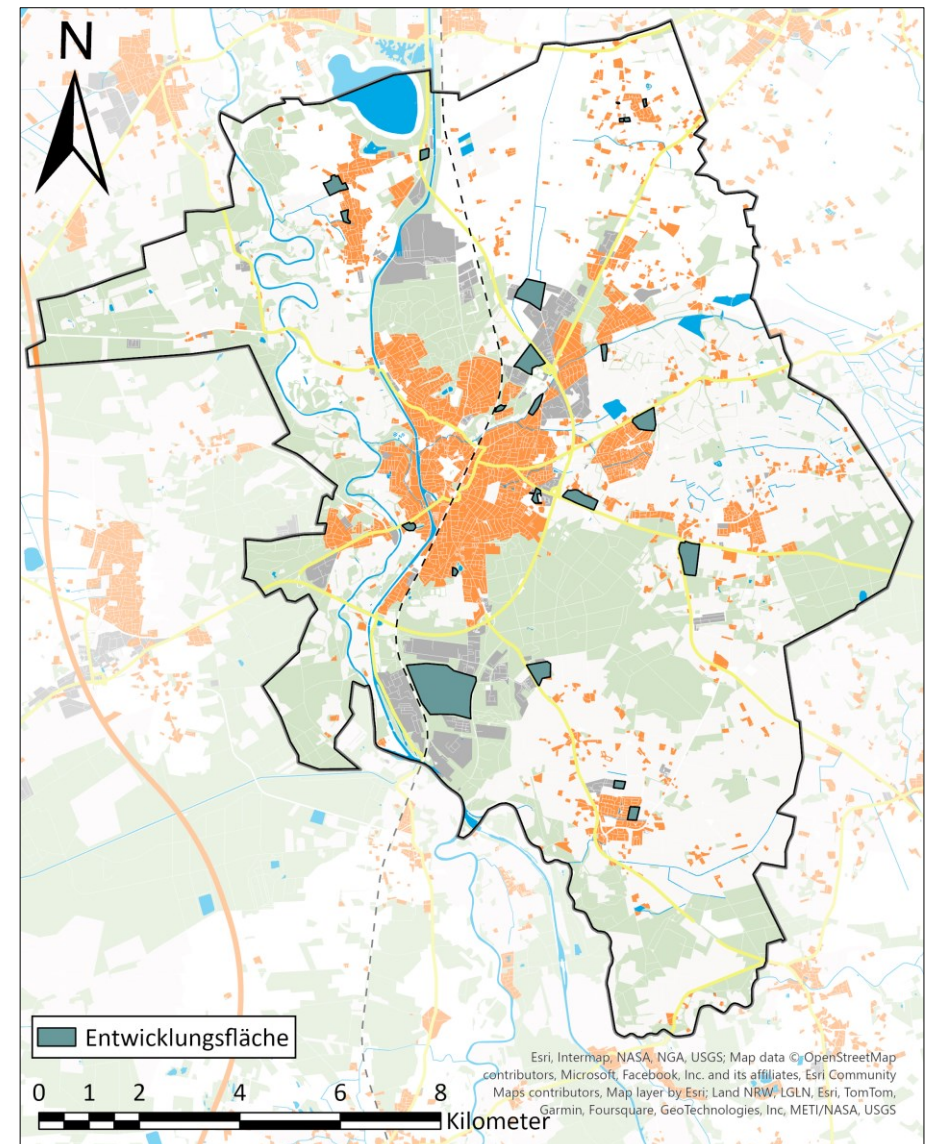 N
Entwicklungsfläche
0 1 2 4 6 8
Kilometer
Esri, Intermap, NASA, NGA, USGS; Map data © OpenStreetMap
contributors, Microsoft, Facebook, Inc. and its affiliates, Esri Community
Maps contributors, Map layer by Esri; Land NRW, LGLN, Esri, TomTom,
Garmin, Foursquare, GeoTechnologies, Inc, METI/NASA, USGS